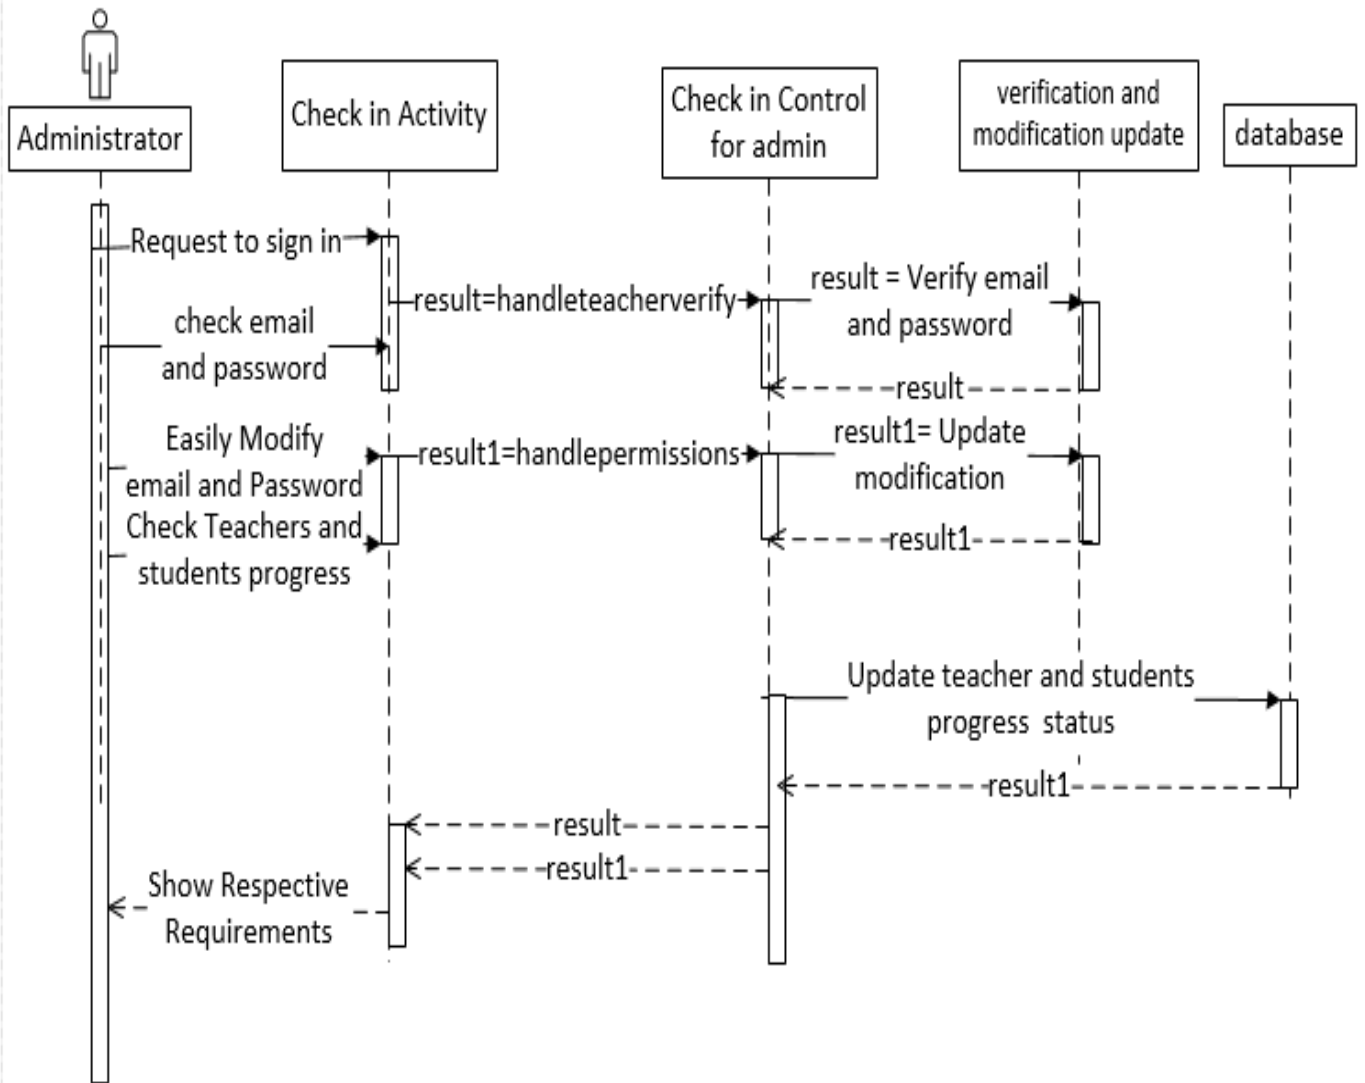 Administrator
Check in Activity
Check in Control
for admin
verification and
modification update
database
Request to sign in
result=handleteacherverify
result = Verify email
and password
check email
and password
result
Easily Modify
email and Password
result1=handlepermissions
result1= Update
modification
Check Teachers and
students progress
result1
Update teacher and students
progress status
result1
result
result1
Show Respective
Requirements